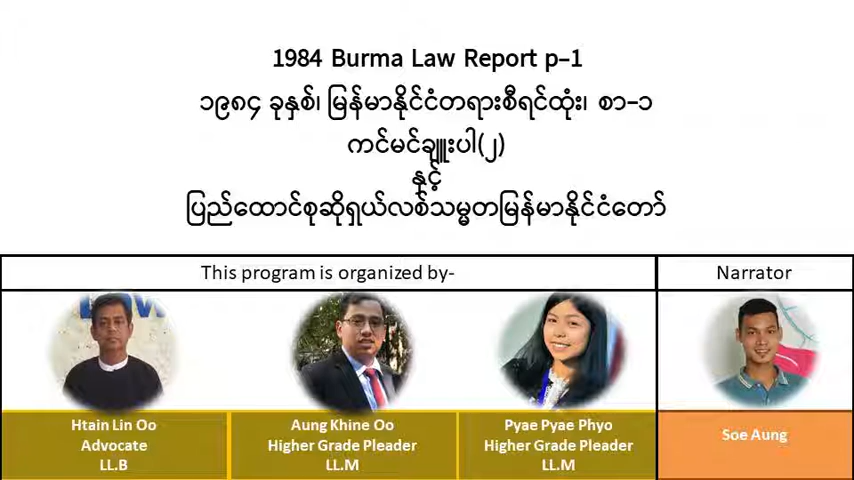 1984 Burma Law Report p-1
၁၉၈၄ ခုနှစ်၊ မြန်မာနိုင်ငံတရားစီရင်ထုံး၊ စာ-၁
ကင်မင်ချူးပါ(၂)
နှင့်
ပြည်ထောင်စုဆိုရှယ်လစ်သမ္မတမြန်မာနိုင်ငံတော်
This program is organized by-
Narrator
Htain Lin Oo
Advocate
LL.B
Aung Khine Oo
Higher Grade Pleader
LL.M
Pyae Pyae Phyo
Higher Grade Pleader
LL.M
Soe Aung